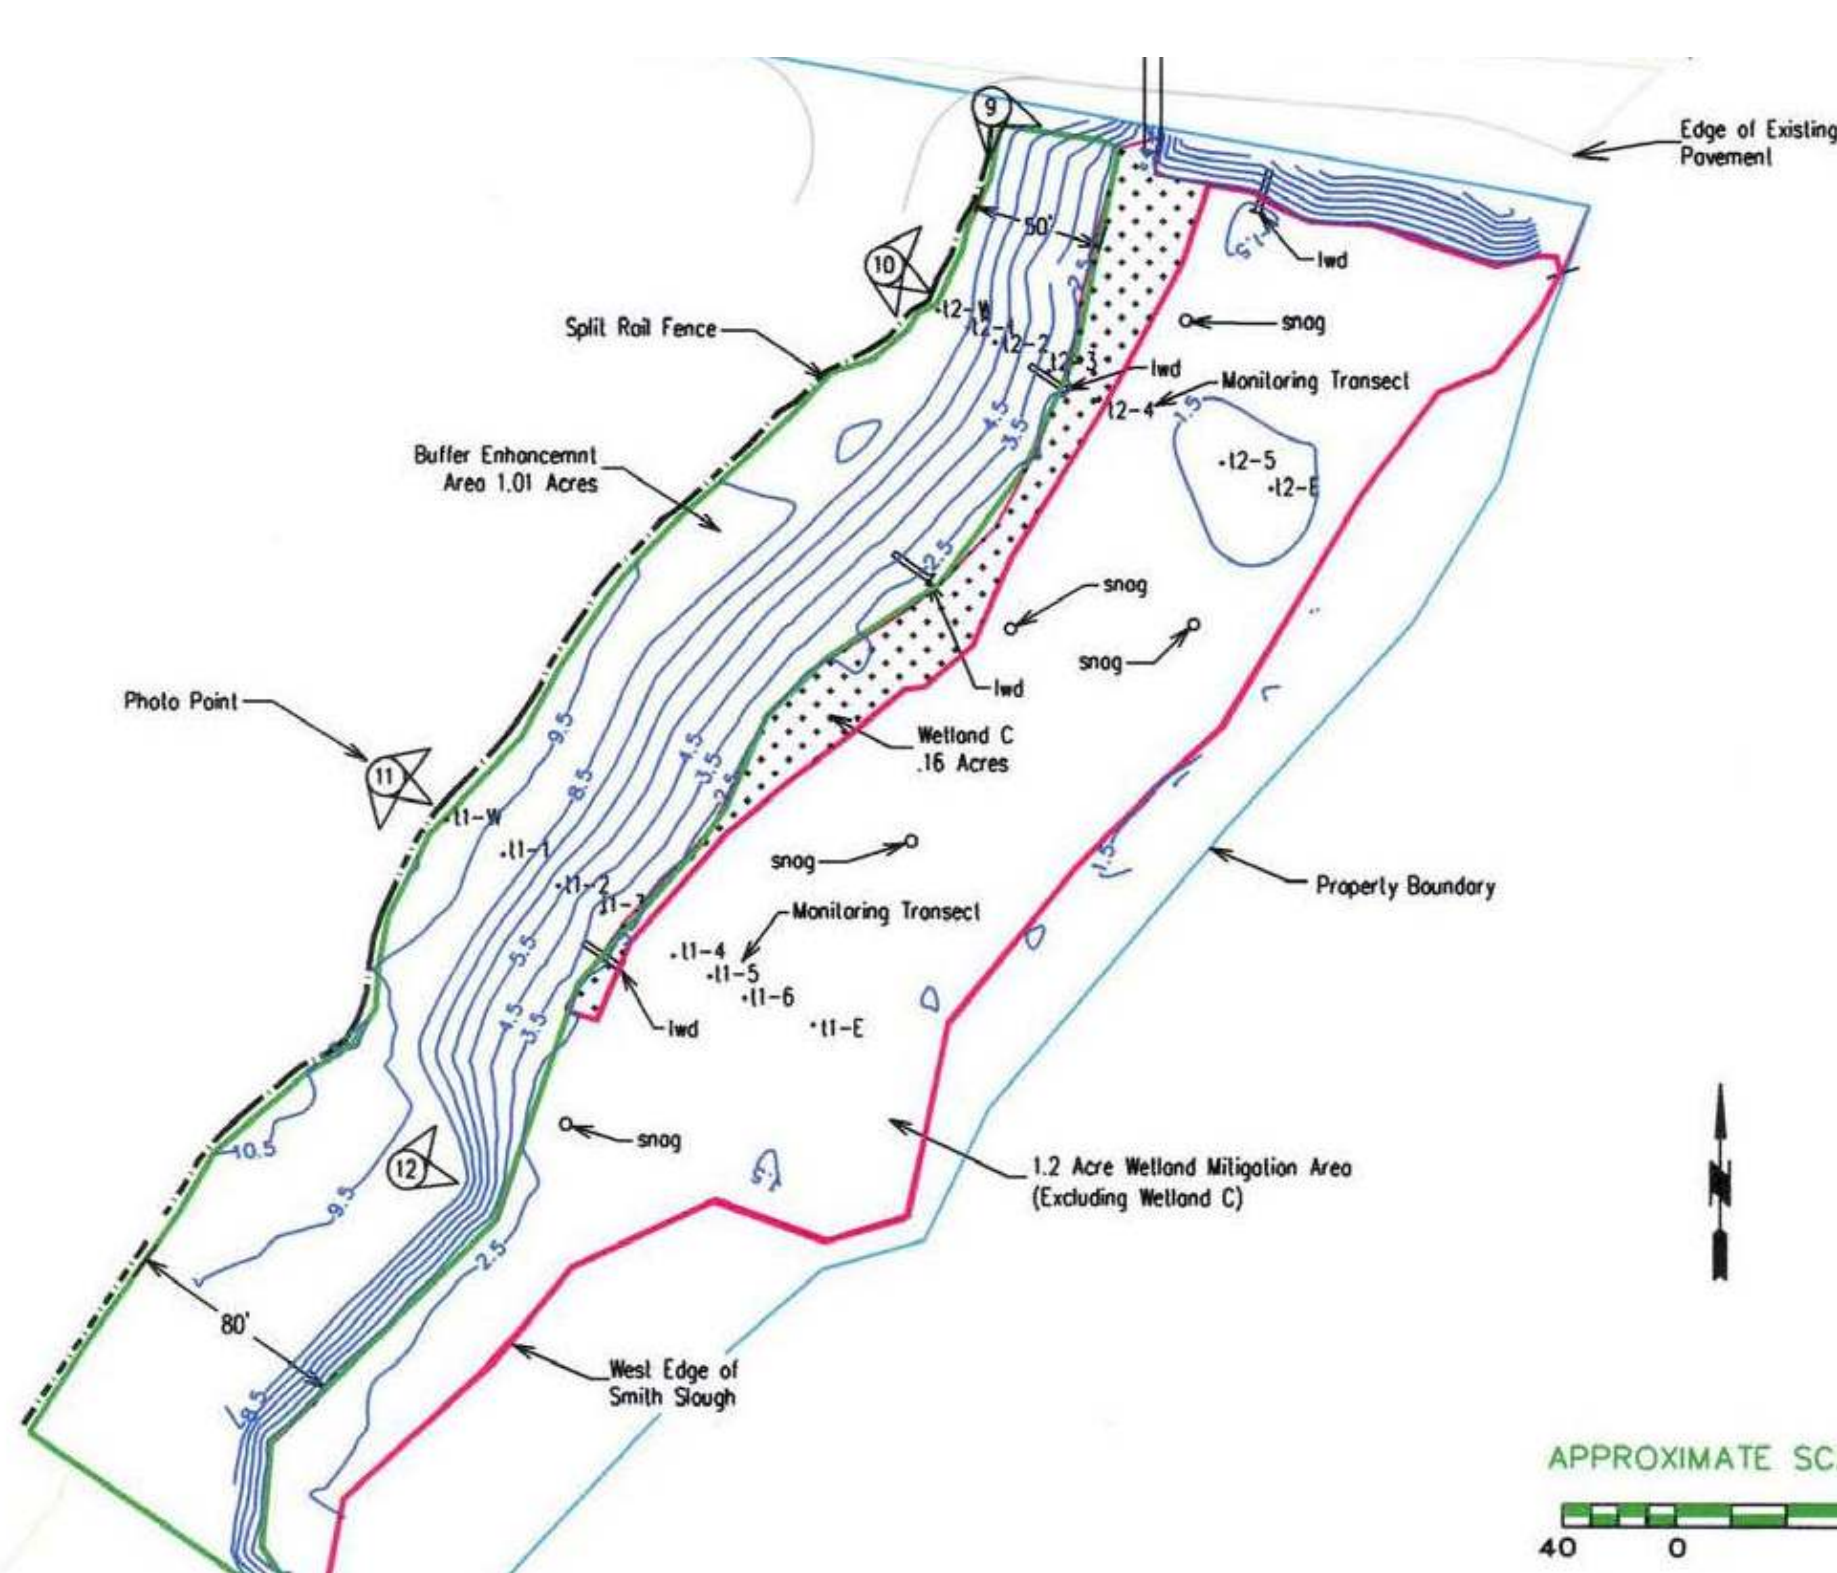 9
Edge of Existing
Pavement
50'
10
lwd
2.5
t2-W
Split Rail Fence
t2-1
snag
t2-2
t2-3
lwd
Monitoring Transect
t2-4
1.5
4.5
3.5
Buffer Enhancemnt
Area 1.01 Acres
t2-5
t2-E
2.5
snag
snag
lwd
Photo Point
9.5
Wetland C
.16 Acres
4.5
3.5
2.5
8.5
11
t1-W
t1-1
snag
1.5
t1-2
Property Boundary
t1-3
Monitoring Transect
5.5
t1-4
t1-5
t1-6
4.5
3.5
lwd
t1-E
snag
10.5
12
1.5
1.2 Acre Wetland Mitigation Area
(Excluding Wetland C)
N
9.5
2.5
80'
West Edge of
Smith Slough
8.5
APPROXIMATE SC
40 0